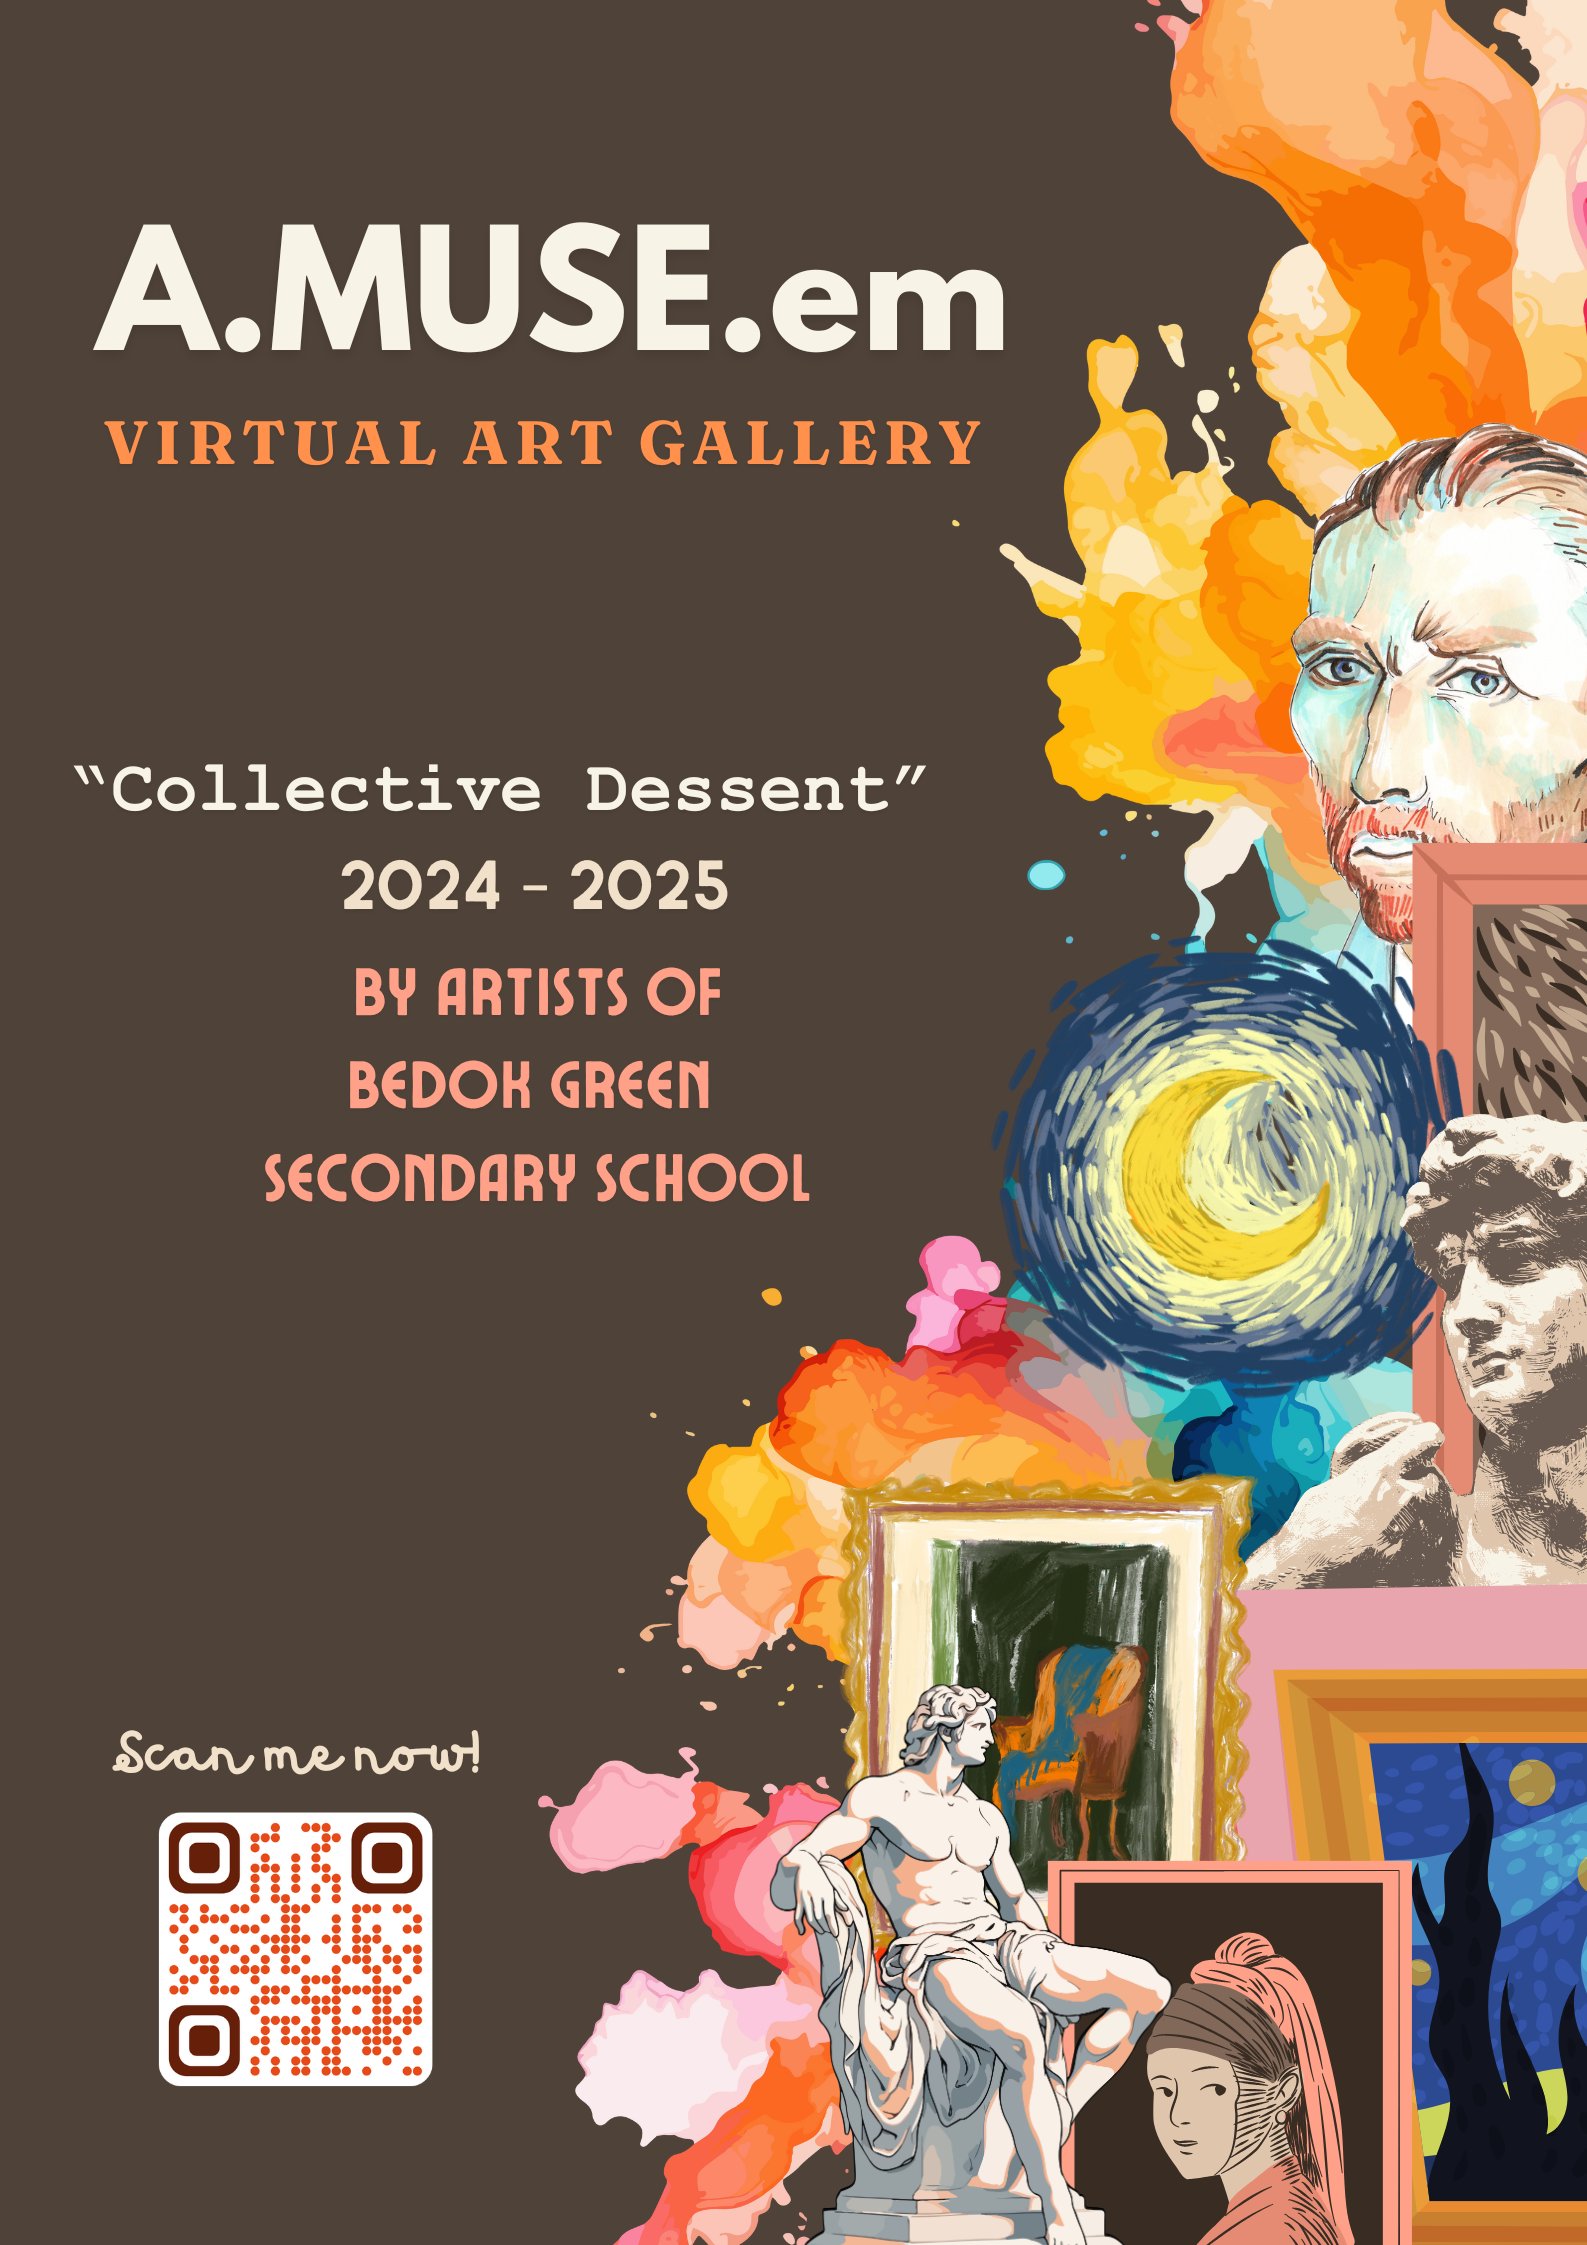 A.MUSE.em
VIRTUAL ART GALLERY
“Collective Dessent”
2024 - 2025
BY ARTISTS OF
BEDOK GREEN
SECONDARY SCHOOL
Scan me now!